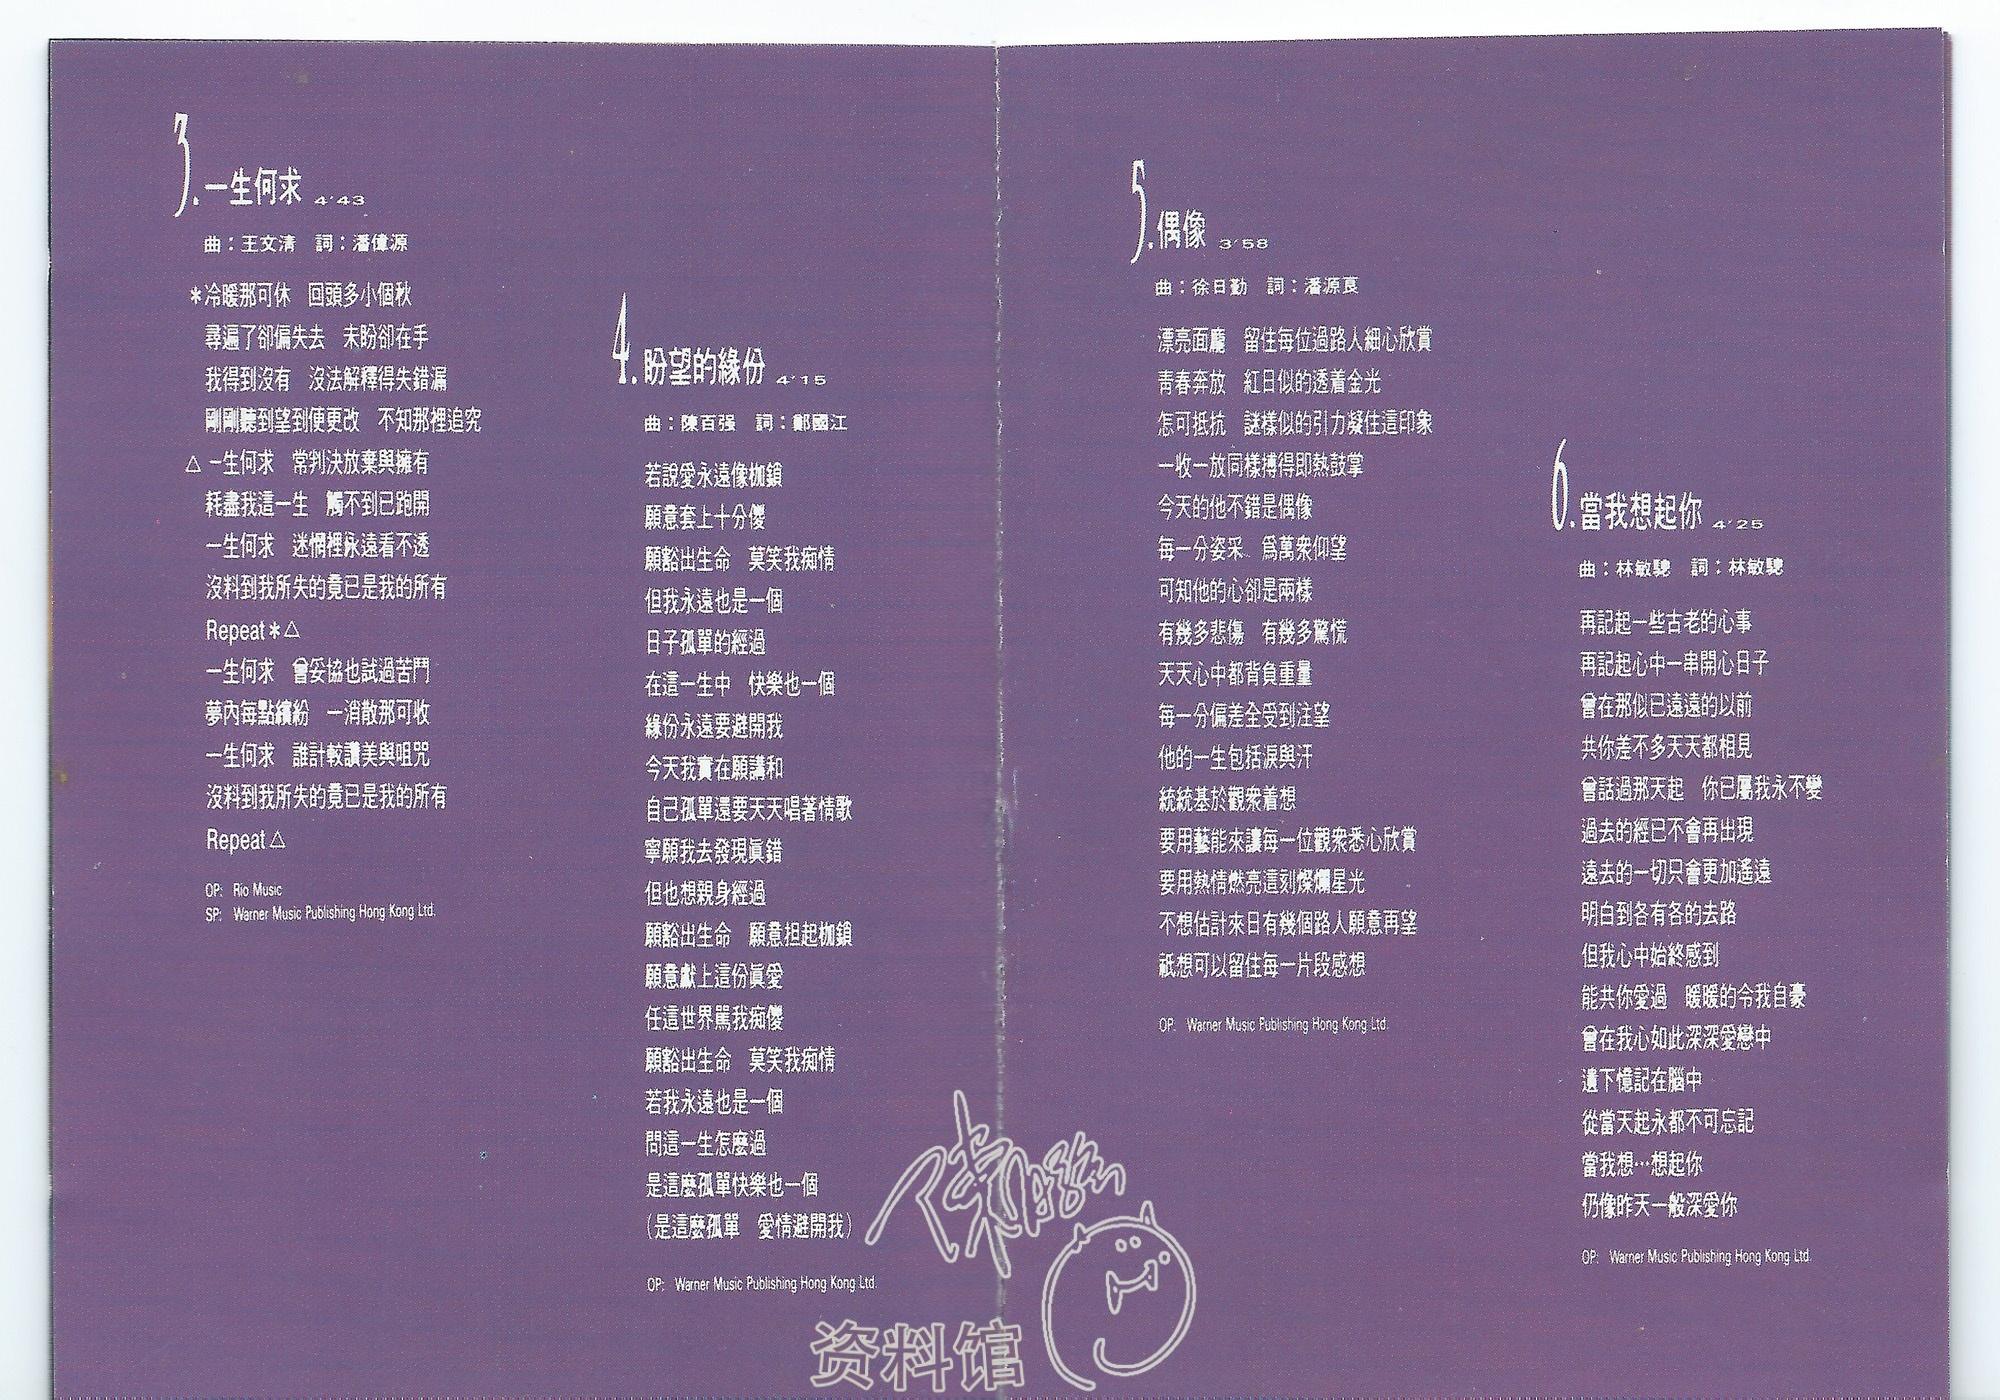 3.一生何求 4'43
曲：王文清　詞：潘偉源
*冷暖那可休　回頭多小個秋
尋遍了卻偏失去　未盼卻在手
我得到沒有　沒法解釋得失錯漏
剛剛聽到望到便更改　不知那裡追究
△一生何求　常判決放棄與擁有
耗盡我這一生　觸不到已跑開
一生何求　迷惘裡永遠看不透
沒料到我所失的竟已是我的所有
Repeat*△
一生何求　曾妥協也試過苦鬥
夢內每點繽紛　一消散那可收
一生何求　誰計較讚美與咀咒
沒料到我所失的竟已是我的所有
Repeat△
OP: Rio Music
SP: Warner Music Publishing Hong Kong Ltd.
4.盼望的緣份 4'15
曲：陳百强　詞：鄭國江
若說愛永遠像枷鎖
願意套上十分儍
願豁出生命　莫笑我痴情
但我永遠也是一個
日子孤單的經過
在這一生中　快樂也一個
緣份永遠要避開我
今天我實在願講和
自己孤單還要天天唱著情歌
寧願我去發現眞錯
但也想親身經過
願豁出生命　願意担起枷鎖
願意獻上這份眞愛
任這世界罵我痴儍
願豁出生命　莫笑我痴情
若我永遠也是一個
問這一生怎麽過
是這麽孤單快樂也一個
(是這麽孤單　愛情避開我)
OP: Warner Music Publishing Hong Kong Ltd.
5.偶像 3'58
曲：徐日勤　詞：潘源良
漂亮面龐　留住每位過路人細心欣賞
靑春奔放　紅日似的透着金光
怎可抵抗　謎樣似的引力凝住這印象
一收一放同樣搏得即熱鼓掌
今天的他不錯是偶像
每一分姿采　爲萬衆仰望
可知他的心卻是兩樣
有幾多悲傷　有幾多驚慌
天天心中都背負重量
每一分偏差全受到注望
他的一生包括淚與汗
統統基於觀衆着想
要用藝能來讓每一位觀衆悉心欣賞
要用熱情燃亮這刻燦爛星光
不想估計來日有幾個路人願意再望
祇想可以留住每一片段感想
OP: Warner Music Publishing Hong Kong Ltd.
6.當我想起你 4'25
曲：林敏驄　詞：林敏驄
再記起一些古老的心事
再記起心中一串開心日子
曾在那似已遠遠的以前
共你差不多天天都相見
曾話過那天起　你已屬我永不變
過去的經已不會再出現
遠去的一切只會更加遙遠
明白到各有各的去路
但我心中始終感到
能共你愛過　暖暖的令我自豪
曾在我心如此深深愛戀中
遺下憶記在腦中
從當天起永都不可忘記
當我想…想起你
仍像昨天一般深愛你
OP: Warner Music Publishing Hong Kong Ltd.
资料馆